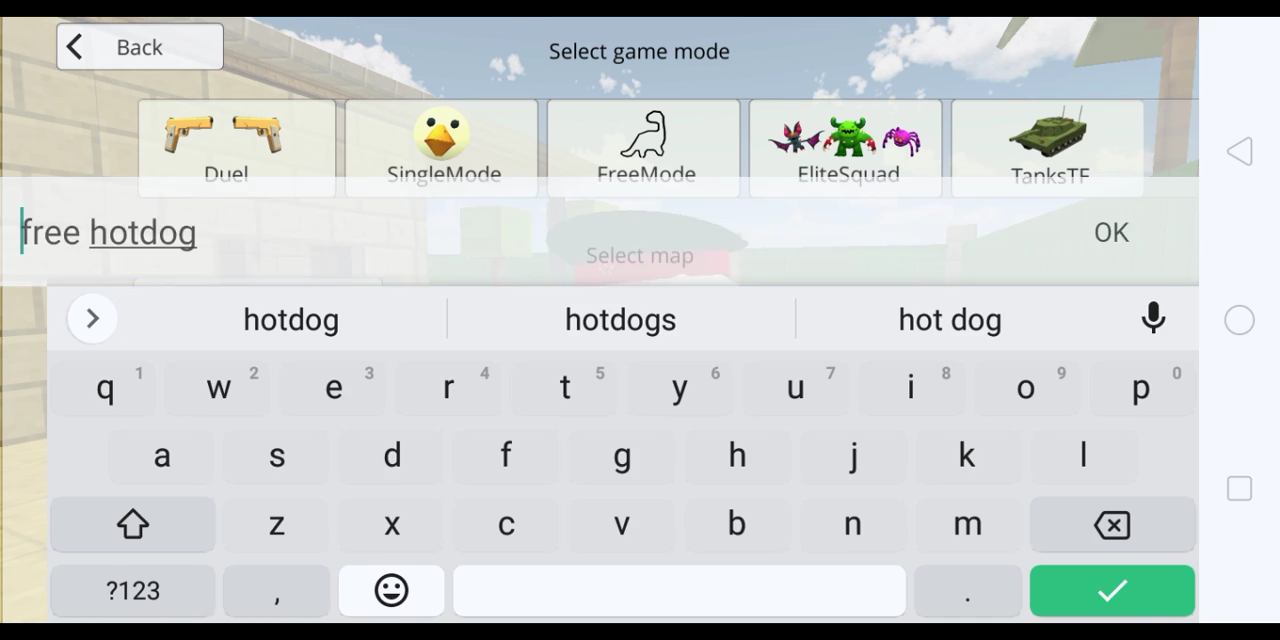 Back
Select game mode
Duel SingleMode FreeMode EliteSquad TanksTF
free hotdog OK
Select map
hotdog hotdogs hot dog
q 1 w 2 e 3 r 4 t 5 y 6 u 7 i 8 o 9 p 0
a s d f g h j k l
z x c v b n m
?123 , .